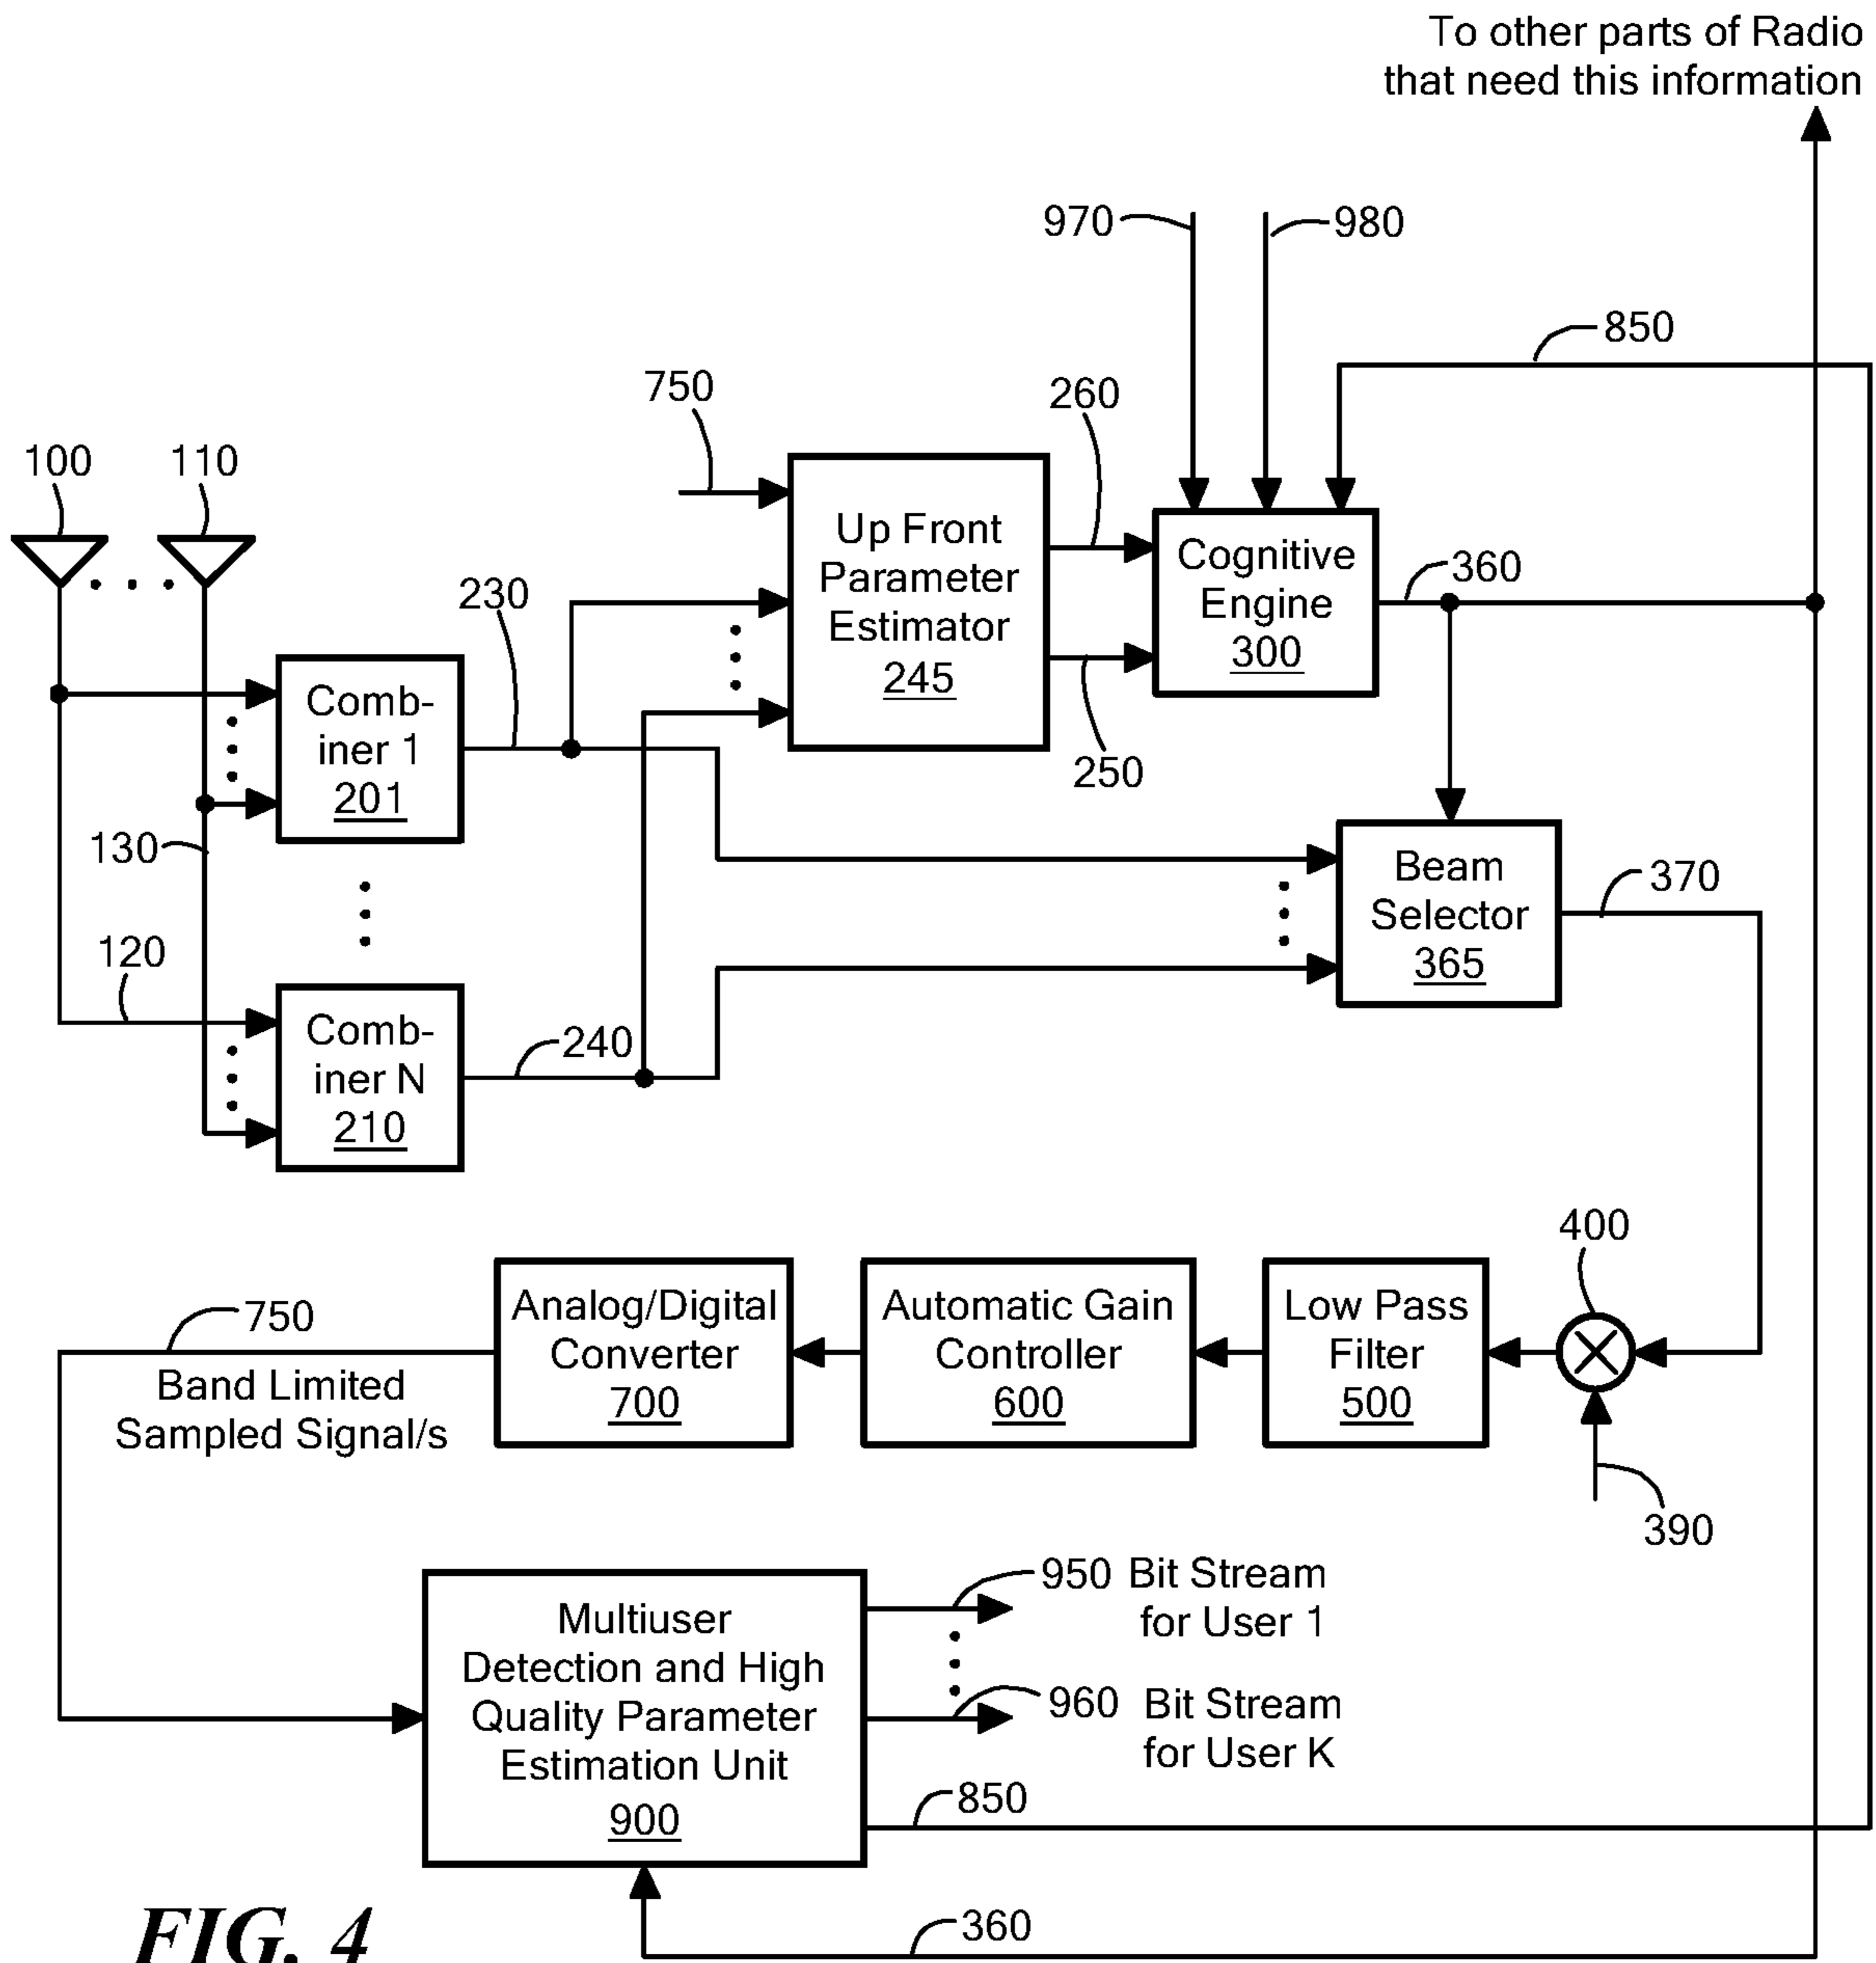 To other parts of Radio
that need this information
970
980
850
750
260
100
110
230
Up Front
Parameter
Estimator
245
Cognitive
Engine
300
360
250
Comb-
iner 1
201
130
Beam
Selector
365
370
120
Comb-
iner N
210
240
400
750
Band Limited
Sampled Signal/s
Analog/Digital
Converter
700
Automatic Gain
Controller
600
Low Pass
Filter
500
390
Multiuser
Detection and High
Quality Parameter
Estimation Unit
900
950 Bit Stream
for User 1
960 Bit Stream
for User K
850
360
FIG. 4